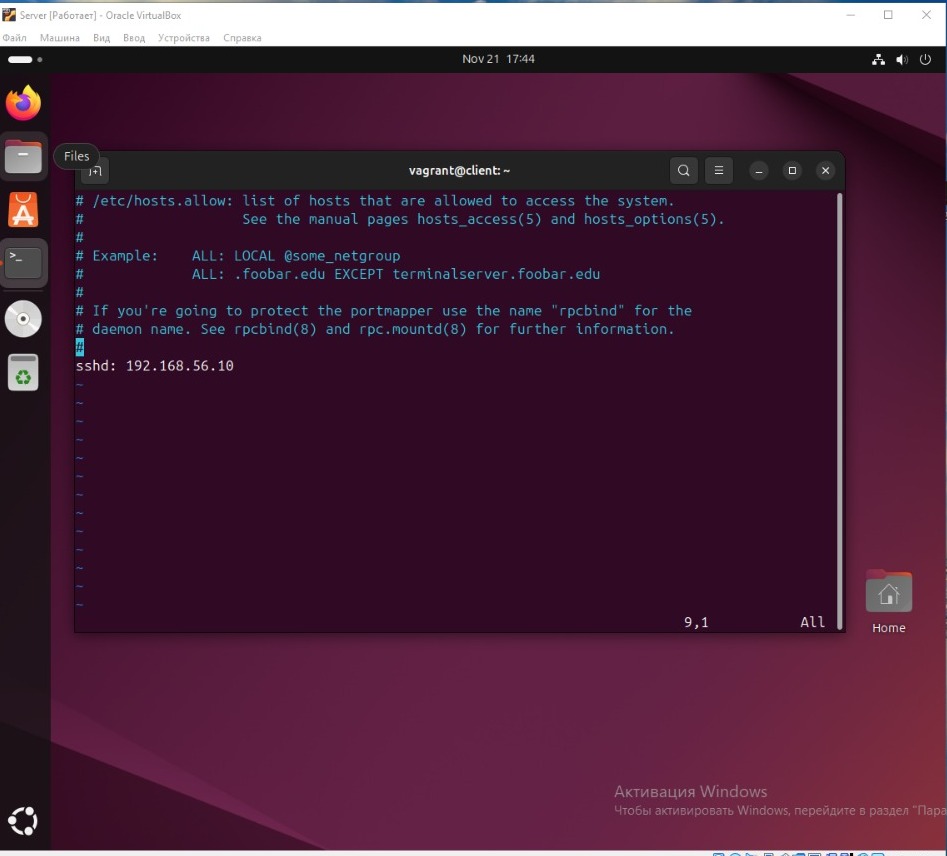 Server [Работает] - Oracle VirtualBox
Файл Машина Вид Ввод Устройства Справка
Nov 21 17:44
Files
vagrant@client: ~
# /etc/hosts.allow: list of hosts that are allowed to access the system.
# See the manual pages hosts_access(5) and hosts_options(5).
#
# Example: ALL: LOCAL @some_netgroup
# ALL: .foobar.edu EXCEPT terminalserver.foobar.edu
#
# If you're going to protect the portmapper use the name "rpcbind" for the
# daemon name. See rpcbind(8) and rpc.mountd(8) for further information.
#
sshd: 192.168.56.10
~
~
~
~
~
~
~
~
~
~
~
~
~
9,1 All
Home
Активация Windows
Чтобы активировать Windows, перейдите в раздел "Пара